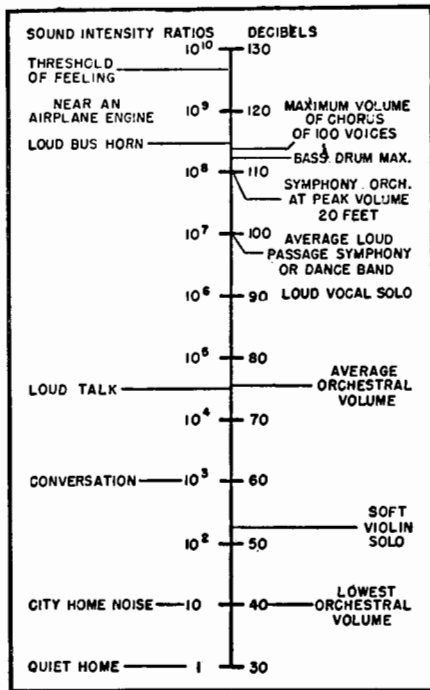 SOUND INTENSITY RATIOS DECIBELS
10¹⁰ 130
THRESHOLD
OF FEELING
NEAR AN
AIRPLANE ENGINE
10⁹ 120
MAXIMUM VOLUME
OF CHORUS
OF 100 VOICES
LOUD BUS HORN
BASS DRUM MAX.
10⁸ 110
SYMPHONY ORCH.
AT PEAK VOLUME
20 FEET
10⁷ 100
AVERAGE LOUD
PASSAGE SYMPHONY
OR DANCE BAND
10⁶ 90 LOUD VOCAL SOLO
10⁵ 80
LOUD TALK
AVERAGE
ORCHESTRAL
VOLUME
10⁴ 70
CONVERSATION 10³ 60
SOFT
VIOLIN
SOLO
10² 50
CITY HOME NOISE 10 40
LOWEST
ORCHESTRAL
VOLUME
QUIET HOME 1 30